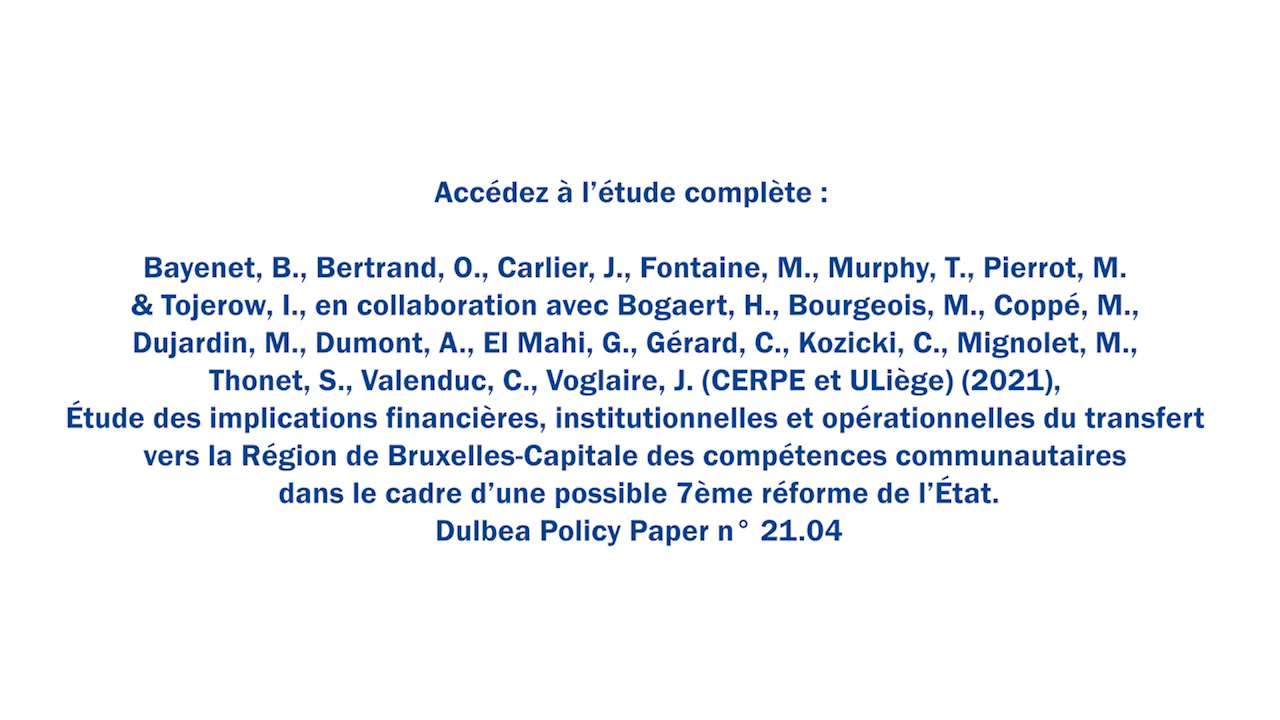 Accédez à l’étude complète :
Bayenet, B., Bertrand, O., Carlier, J., Fontaine, M., Murphy, T., Pierrot, M.
& Tojerow, I., en collaboration avec Bogaert, H., Bourgeois, M., Coppé, M.,
Dujardin, M., Dumont, A., El Mahi, G., Gérard, C., Kozicki, C., Mignolet, M.,
Thonet, S., Valenduc, C., Voglaire, J. (CERPE et ULiège) (2021),
Étude des implications financières, institutionnelles et opérationnelles du transfert
vers la Région de Bruxelles-Capitale des compétences communautaires
dans le cadre d’une possible 7ème réforme de l’État.
Dulbea Policy Paper n° 21.04